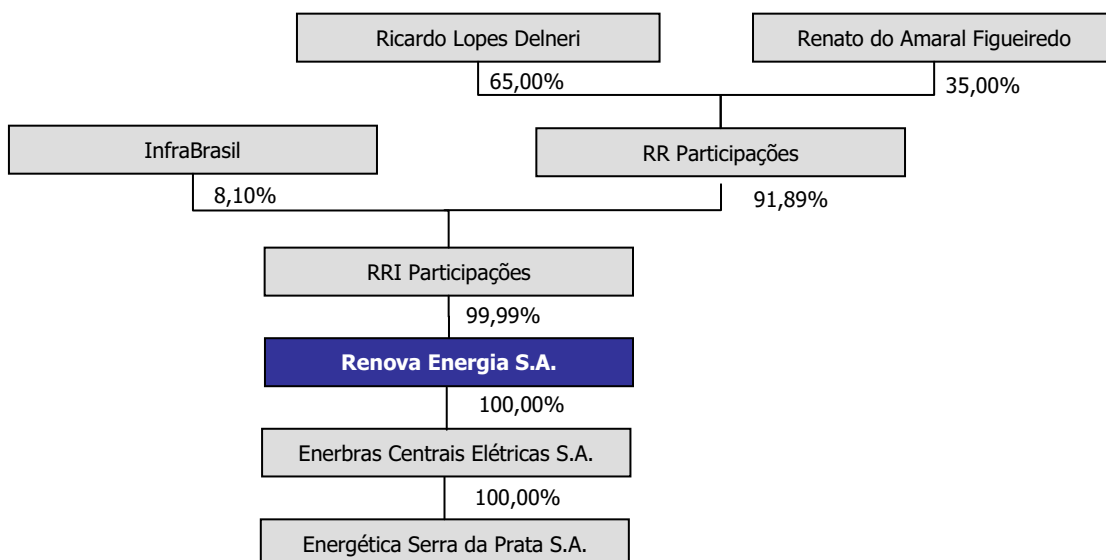 Ricardo Lopes Delneri
Renato do Amaral Figueiredo
65,00%
35,00%
InfraBrasil
RR Participações
8,10%
91,89%
RRI Participações
99,99%
Renova Energia S.A.
100,00%
Enerbras Centrais Elétricas S.A.
100,00%
Energética Serra da Prata S.A.